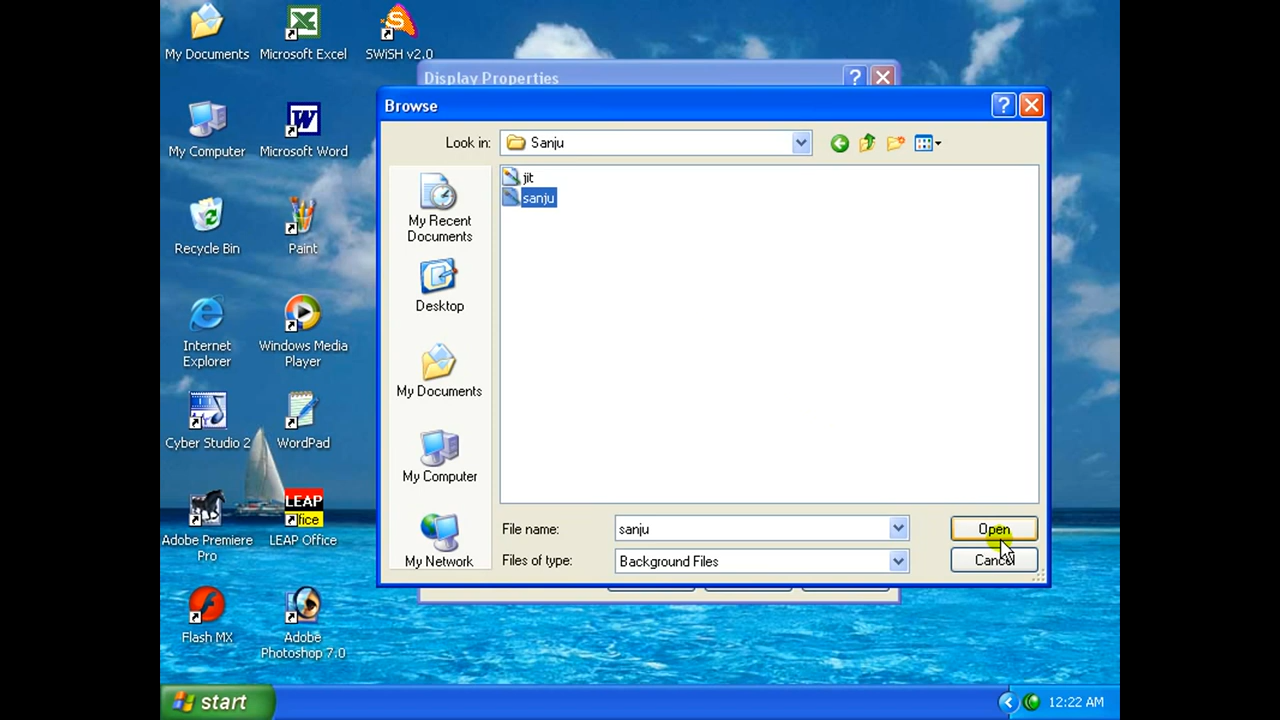 My Documents
Microsoft Excel
SWiSH v2.0
Display Properties
Browse
Look in:
Sanju
My Computer
Microsoft Word
jit
sanju
My Recent
Documents
Recycle Bin
Paint
Desktop
Internet
Explorer
Windows Media
Player
My Documents
Cyber Studio 2
WordPad
My Computer
LEAP
ffice
Adobe Premiere
Pro
LEAP Office
My Network
File name:
sanju
Open
Files of type:
Background Files
Cancel
Flash MX
Adobe
Photoshop 7.0
start
12:22 AM